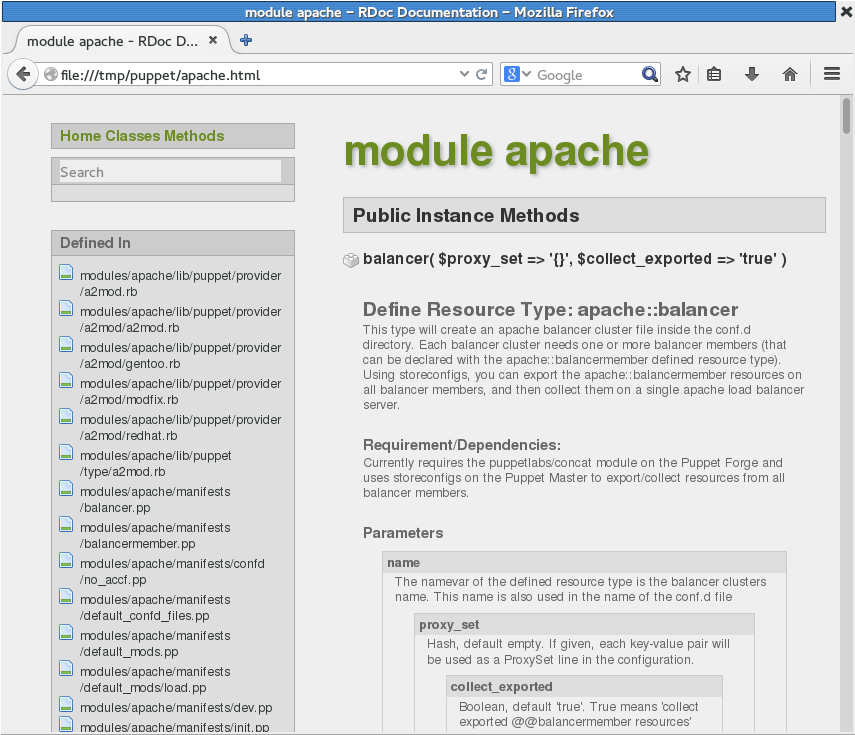 module apache – RDoc Documentation – Mozilla Firefox
module apache - RDoc D...
file:///tmp/puppet/apache.html
Google
Home Classes Methods
Search
Defined In
modules/apache/lib/puppet/provider
/a2mod.rb
modules/apache/lib/puppet/provider
/a2mod/a2mod.rb
modules/apache/lib/puppet/provider
/a2mod/gentoo.rb
modules/apache/lib/puppet/provider
/a2mod/modfix.rb
modules/apache/lib/puppet/provider
/a2mod/redhat.rb
modules/apache/lib/puppet
/type/a2mod.rb
modules/apache/manifests
/balancer.pp
modules/apache/manifests
/balancermember.pp
modules/apache/manifests/confd
/no_accf.pp
modules/apache/manifests
/default_confd_files.pp
modules/apache/manifests
/default_mods.pp
modules/apache/manifests
/default_mods/load.pp
modules/apache/manifests/dev.pp
modules/apache/manifests/init.pp
module apache
Public Instance Methods
balancer( $proxy_set => '{}', $collect_exported => 'true' )
Define Resource Type: apache::balancer
This type will create an apache balancer cluster file inside the conf.d
directory. Each balancer cluster needs one or more balancer members (that
can be declared with the apache::balancermember defined resource type).
Using storeconfigs, you can export the apache::balancermember resources on
all balancer members, and then collect them on a single apache load balancer
server.
Requirement/Dependencies:
Currently requires the puppetlabs/concat module on the Puppet Forge and
uses storeconfigs on the Puppet Master to export/collect resources from all
balancer members.
Parameters
name
The namevar of the defined resource type is the balancer clusters
name. This name is also used in the name of the conf.d file
proxy_set
Hash, default empty. If given, each key-value pair will
be used as a ProxySet line in the configuration.
collect_exported
Boolean, default 'true'. True means 'collect
exported @@balancermember resources'